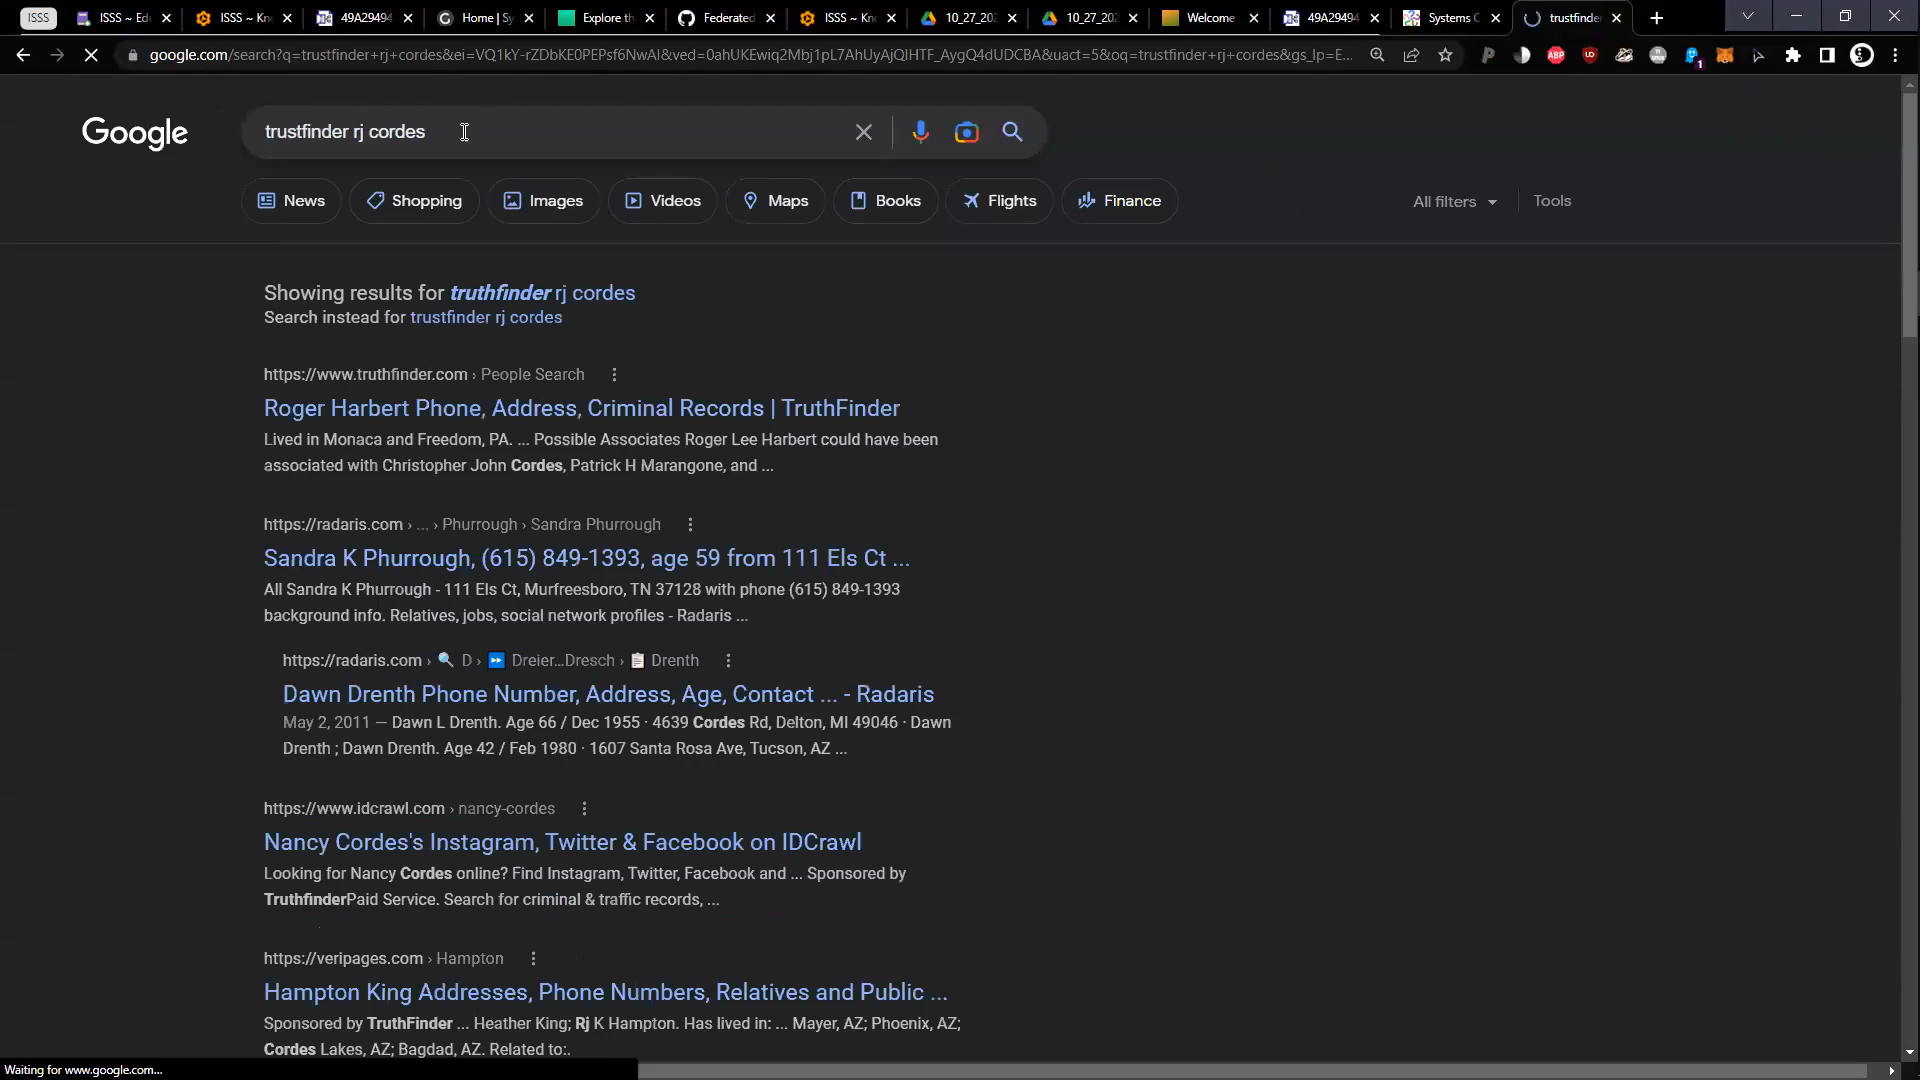 ISSS
ISSS ~ Ed
ISSS ~ Kn
49A29494
Home | Sy
Explore th
Federated
ISSS ~ Kn
10_27_202
10_27_202
Welcome
49A29494
Systems C
trustfinde
google.com/search?q=trustfinder+rj+cordes&ei=VQ1kY-rZDbKE0PEPsf6NwAI&ved=0ahUKEwiq2Mbj1pL7AhUyAjQIHTF_AygQ4dUDCBA&uact=5&oq=trustfinder+rj+cordes&gs_lp=E...
ABP
1
Google
trustfinder rj cordes
News
Shopping
Images
Videos
Maps
Books
Flights
Finance
All filters
Tools
Showing results for truthfinder rj cordes
Search instead for trustfinder rj cordes
https://www.truthfinder.com › People Search
Roger Harbert Phone, Address, Criminal Records | TruthFinder
Lived in Monaca and Freedom, PA. ... Possible Associates Roger Lee Harbert could have been
associated with Christopher John Cordes, Patrick H Marangone, and ...
https://radaris.com › ... › Phurrough › Sandra Phurrough
Sandra K Phurrough, (615) 849-1393, age 59 from 111 Els Ct ...
All Sandra K Phurrough - 111 Els Ct, Murfreesboro, TN 37128 with phone (615) 849-1393
background info. Relatives, jobs, social network profiles - Radaris ...
https://radaris.com › 🔍 D › ⏩ Dreier...Dresch › 📋 Drenth
Dawn Drenth Phone Number, Address, Age, Contact ... - Radaris
May 2, 2011 — Dawn L Drenth. Age 66 / Dec 1955 · 4639 Cordes Rd, Delton, MI 49046 · Dawn
Drenth ; Dawn Drenth. Age 42 / Feb 1980 · 1607 Santa Rosa Ave, Tucson, AZ ...
https://www.idcrawl.com › nancy-cordes
Nancy Cordes's Instagram, Twitter & Facebook on IDCrawl
Looking for Nancy Cordes online? Find Instagram, Twitter, Facebook and ... Sponsored by
TruthfinderPaid Service. Search for criminal & traffic records, ...
https://veripages.com › Hampton
Hampton King Addresses, Phone Numbers, Relatives and Public ...
Sponsored by TruthFinder ... Heather King; Rj K Hampton. Has lived in: ... Mayer, AZ; Phoenix, AZ;
Cordes Lakes, AZ; Bagdad, AZ. Related to:.
Waiting for www.google.com...